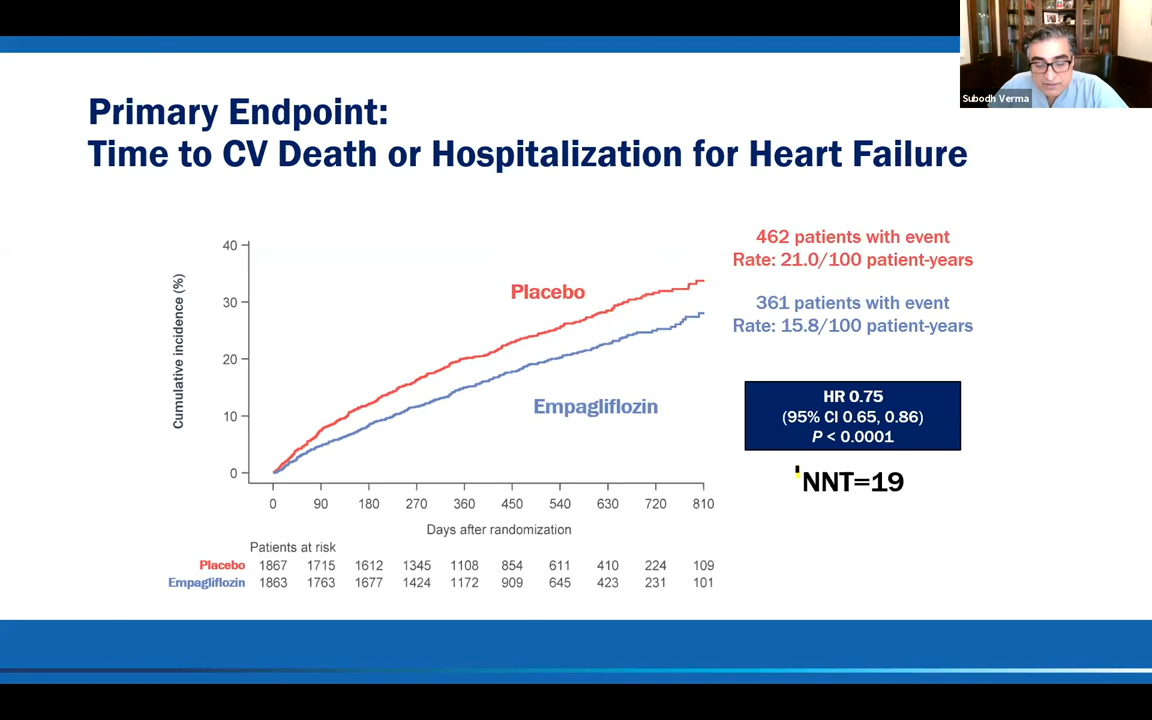 Subodh Verma
Primary Endpoint:
Time to CV Death or Hospitalization for Heart Failure
462 patients with event
Rate: 21.0/100 patient-years
361 patients with event
Rate: 15.8/100 patient-years
HR 0.75
(95% CI 0.65, 0.86)
P < 0.0001
NNT=19
Cumulative incidence (%)
40
30
20
10
0
Placebo
Empagliflozin
0 90 180 270 360 450 540 630 720 810
Days after randomization
Patients at risk
Placebo 1867 1715 1612 1345 1108 854 611 410 224 109
Empagliflozin 1863 1763 1677 1424 1172 909 645 423 231 101